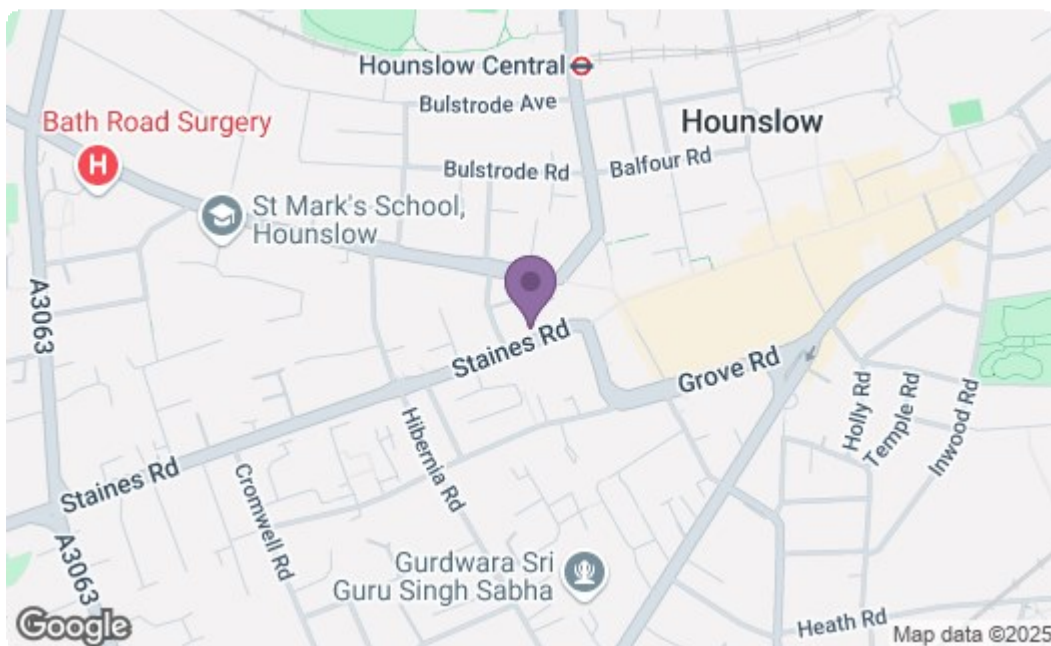 Hounslow Central
Bulstrode Ave
Hounslow
Bath Road Surgery
H
Bulstrode Rd
Balfour Rd
St Mark's School,
Hounslow
A3063
Staines Rd
Grove Rd
Holly Rd
Temple Rd
Inwood Rd
Hibernia Rd
Staines Rd
Cromwell Rd
A3063
Gurdwara Sri
Guru Singh Sabha
Heath Rd
Google
Map data ©2025